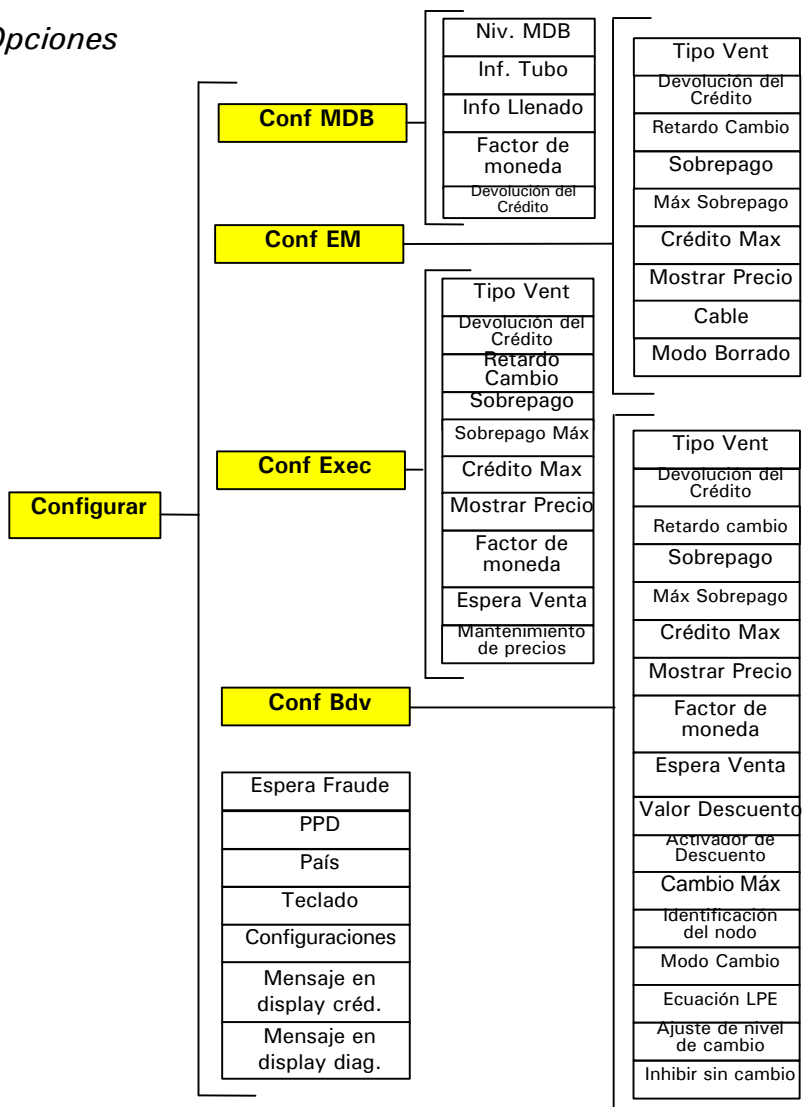 Opciones
Configurar
Conf MDB
Niv. MDB
Inf. Tubo
Info Llenado
Factor de
moneda
Devolución del
Crédito
Conf EM
Tipo Vent
Devolución del
Crédito
Retardo Cambio
Sobrepago
Máx Sobrepago
Crédito Max
Mostrar Precio
Cable
Modo Borrado
Conf Exec
Tipo Vent
Devolución del
Crédito
Retardo
Cambio
Sobrepago
Sobrepago Máx
Crédito Max
Mostrar Precio
Factor de
moneda
Espera Venta
Mantenimiento
de precios
Conf Bdv
Tipo Vent
Devolución del
Crédito
Retardo cambio
Sobrepago
Máx Sobrepago
Crédito Max
Mostrar Precio
Factor de
moneda
Espera Venta
Valor Descuento
Activador de
Descuento
Cambio Máx
Identificación
del nodo
Modo Cambio
Ecuación LPE
Ajuste de nivel
de cambio
Inhibir sin cambio
Espera Fraude
PPD
País
Teclado
Configuraciones
Mensaje en
display créd.
Mensaje en
display diag.